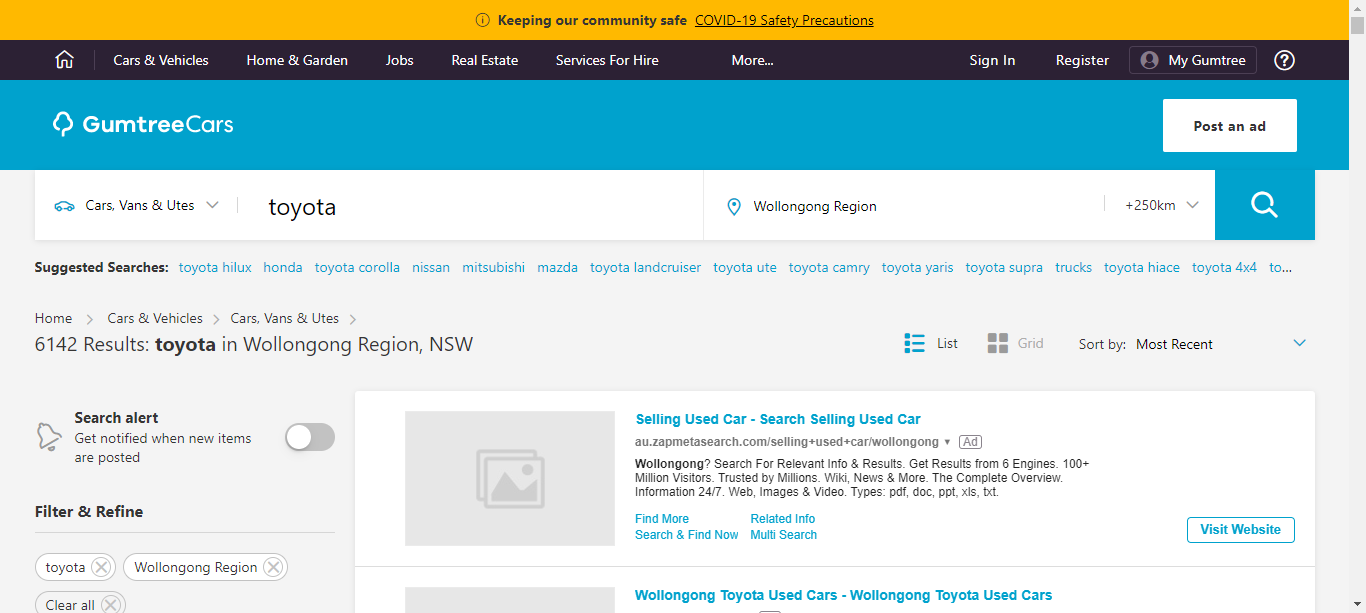 Keeping our community safe COVID-19 Safety Precautions
Cars & Vehicles Home & Garden Jobs Real Estate Services For Hire More... Sign In Register My Gumtree
GumtreeCars
Post an ad
Cars, Vans & Utes toyota Wollongong Region +250km
Suggested Searches: toyota hilux honda toyota corolla nissan mitsubishi mazda toyota landcruiser toyota ute toyota camry toyota yaris toyota supra trucks toyota hiace toyota 4x4 to...
Home Cars & Vehicles Cars, Vans & Utes
6142 Results: toyota in Wollongong Region, NSW
List Grid Sort by: Most Recent
Search alert
Get notified when new items
are posted
Filter & Refine
toyota Wollongong Region
Clear all
Selling Used Car - Search Selling Used Car
au.zapmetasearch.com/selling+used+car/wollongong Ad
Wollongong? Search For Relevant Info & Results. Get Results from 6 Engines. 100+
Million Visitors. Trusted by Millions. Wiki, News & More. The Complete Overview.
Information 24/7. Web, Images & Video. Types: pdf, doc, ppt, xls, txt.
Find More Related Info
Search & Find Now Multi Search
Visit Website
Wollongong Toyota Used Cars - Wollongong Toyota Used Cars